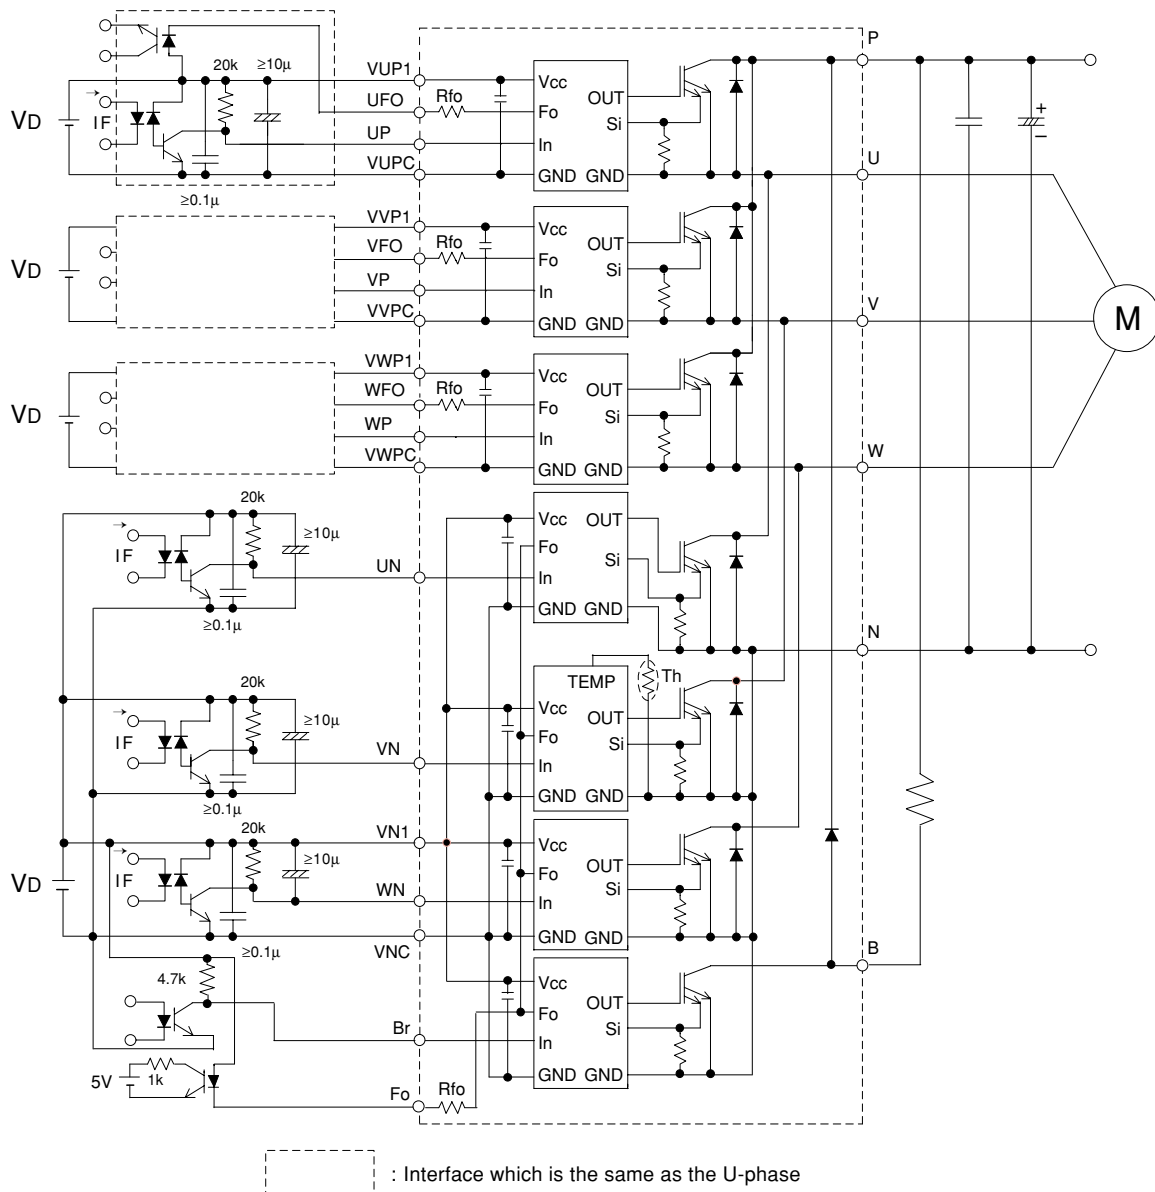 20k
≥10µ
P
VUP1
Vcc
UFO
Rfo
OUT
Fo
Si
+
–
VD
IF
UP
In
U
VUPC
GND GND
≥0.1µ
VVP1
Vcc
VFO
Rfo
OUT
Fo
Si
VD
VP
In
V
M
VVPC
GND GND
VWP1
Vcc
WFO
Rfo
OUT
Fo
Si
VD
WP
In
W
VWPC
GND GND
20k
≥10µ
IF
Vcc
OUT
Fo
Si
UN
In
GND GND
≥0.1µ
N
TEMP
Th
20k
≥10µ
IF
Vcc
OUT
Fo
Si
VN
In
GND GND
≥0.1µ
20k
VN1
Vcc
≥10µ
IF
OUT
VD
Fo
Si
WN
In
GND GND
VNC
≥0.1µ
B
4.7k
Vcc
OUT
Fo
Si
Br
In
5V
1k
GND GND
Fo
Rfo
: Interface which is the same as the U-phase